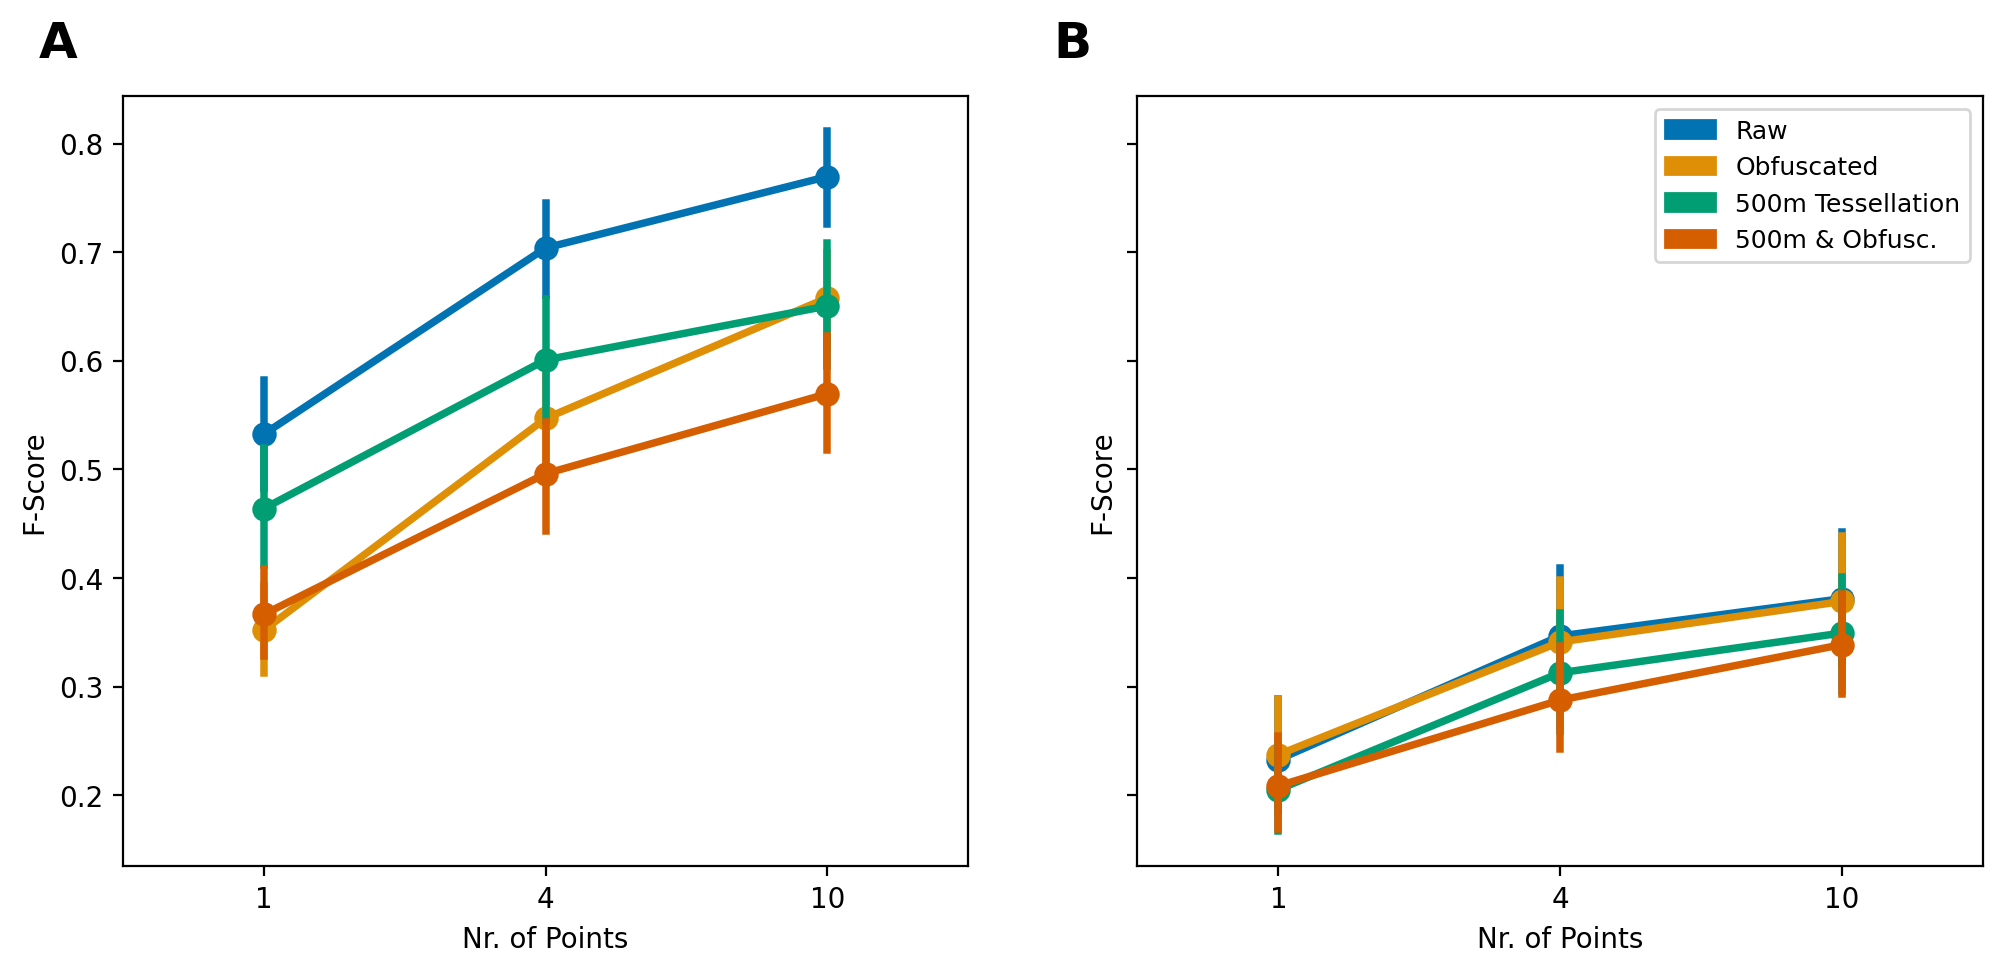 A
0.8
0.7
0.6
0.5
0.4
0.3
0.2
F-Score
1 4 10
Nr. of Points
B
Raw
Obfuscated
500m Tessellation
500m & Obfusc.
F-Score
1 4 10
Nr. of Points